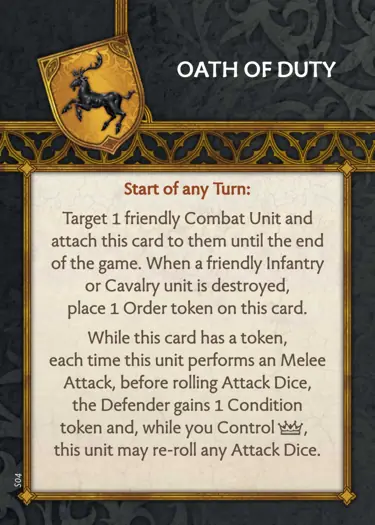 OATH OF DUTY
Start of any Turn:
Target 1 friendly Combat Unit and
attach this card to them until the end
of the game. When a friendly Infantry
or Cavalry unit is destroyed,
place 1 Order token on this card.
While this card has a token,
each time this unit performs an Melee
Attack, before rolling Attack Dice,
the Defender gains 1 Condition
token and, while you Control ,
this unit may re-roll any Attack Dice.
S04